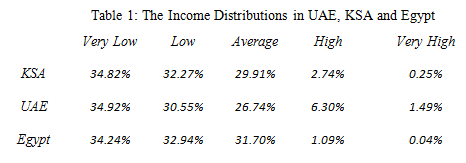 Table 1: The Income Distributions in UAE, KSA and Egypt
Very Low Low Average High Very High
KSA 34.82% 32.27% 29.91% 2.74% 0.25%
UAE 34.92% 30.55% 26.74% 6.30% 1.49%
Egypt 34.24% 32.94% 31.70% 1.09% 0.04%